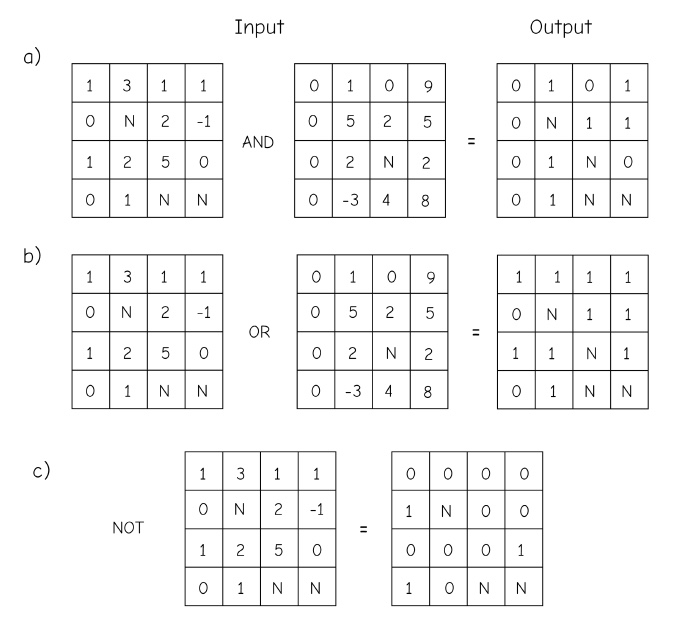 Input Output
a)
1 3 1 1 0 1 0 9 0 1 0 1
0 N 2 -1 0 5 2 5 0 N 1 1
AND =
1 2 5 0 0 2 N 2 0 1 N 0
0 1 N N 0 -3 4 8 0 1 N N
b)
1 3 1 1 0 1 0 9 1 1 1 1
0 N 2 -1 0 5 2 5 0 N 1 1
OR =
1 2 5 0 0 2 N 2 1 1 N 1
0 1 N N 0 -3 4 8 0 1 N N
c)
1 3 1 1 0 0 0 0
0 N 2 -1 1 N 0 0
NOT =
1 2 5 0 0 0 0 1
0 1 N N 1 0 N N